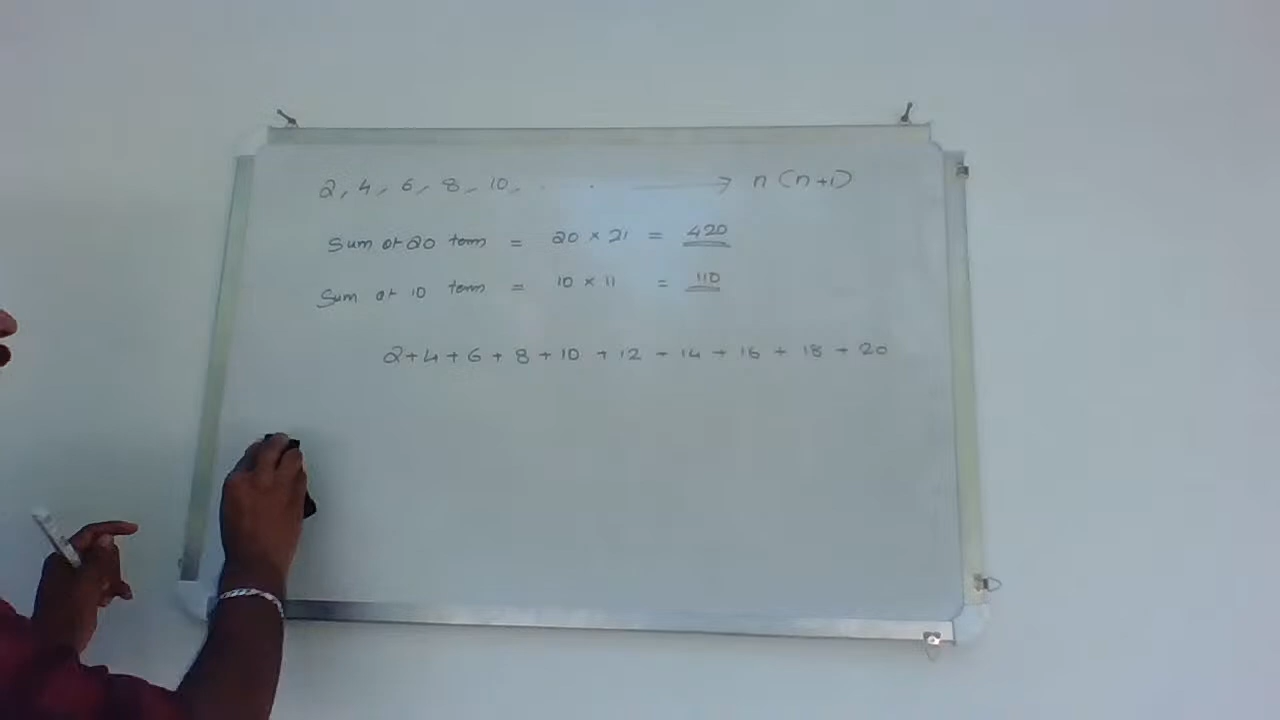 2, 4, 6, 8, 10, . . → n (n+1)
Sum of 20 term = 20 × 21 = 420
Sum of 10 term = 10 × 11 = 110
2+4+6+8+10+12+14+16+18+20